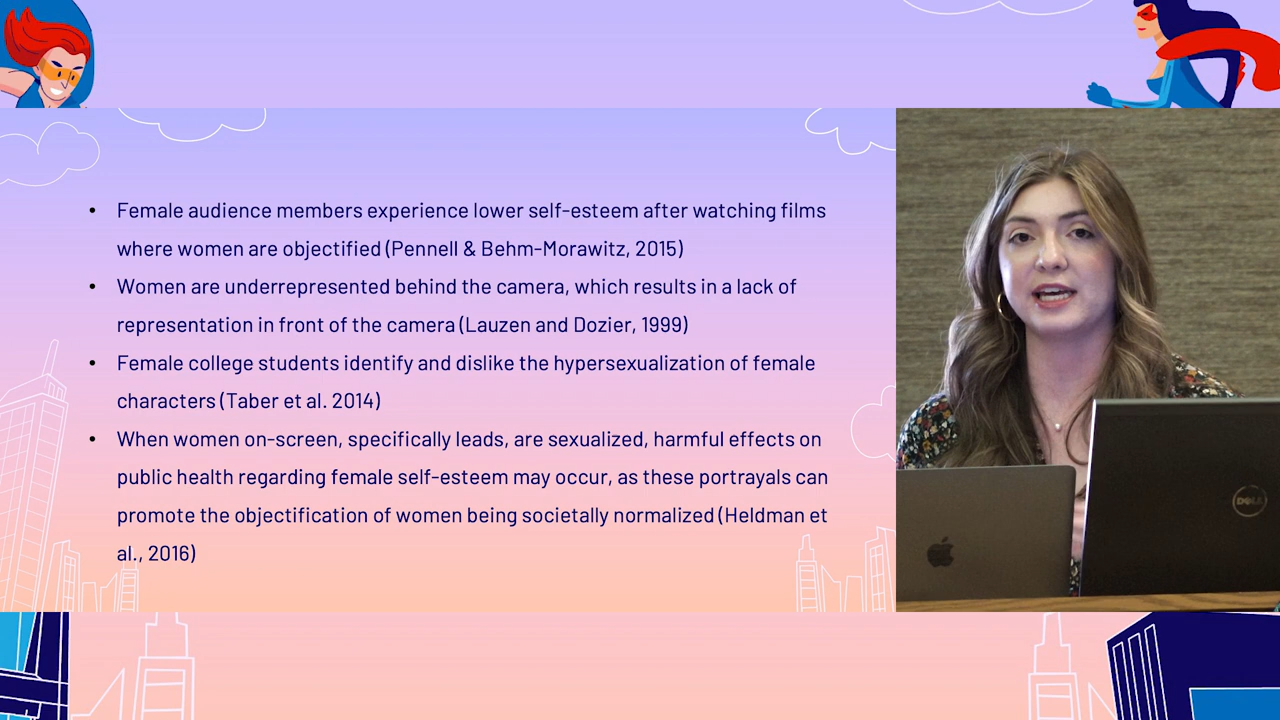 • Female audience members experience lower self-esteem after watching films
where women are objectified (Pennell & Behm-Morawitz, 2015)
• Women are underrepresented behind the camera, which results in a lack of
representation in front of the camera (Lauzen and Dozier, 1999)
• Female college students identify and dislike the hypersexualization of female
characters (Taber et al. 2014)
• When women on-screen, specifically leads, are sexualized, harmful effects on
public health regarding female self-esteem may occur, as these portrayals can
promote the objectification of women being societally normalized (Heldman et
al., 2016)
DELL